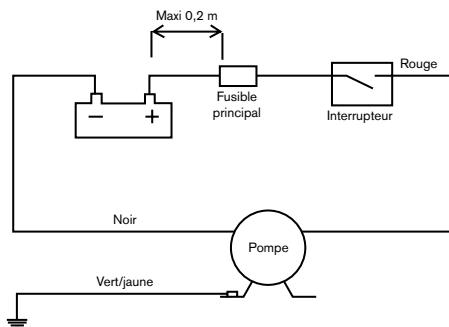 Maxi 0,2 m
Rouge
Fusible
principal
Interrupteur
− +
Noir
Pompe
Vert/jaune